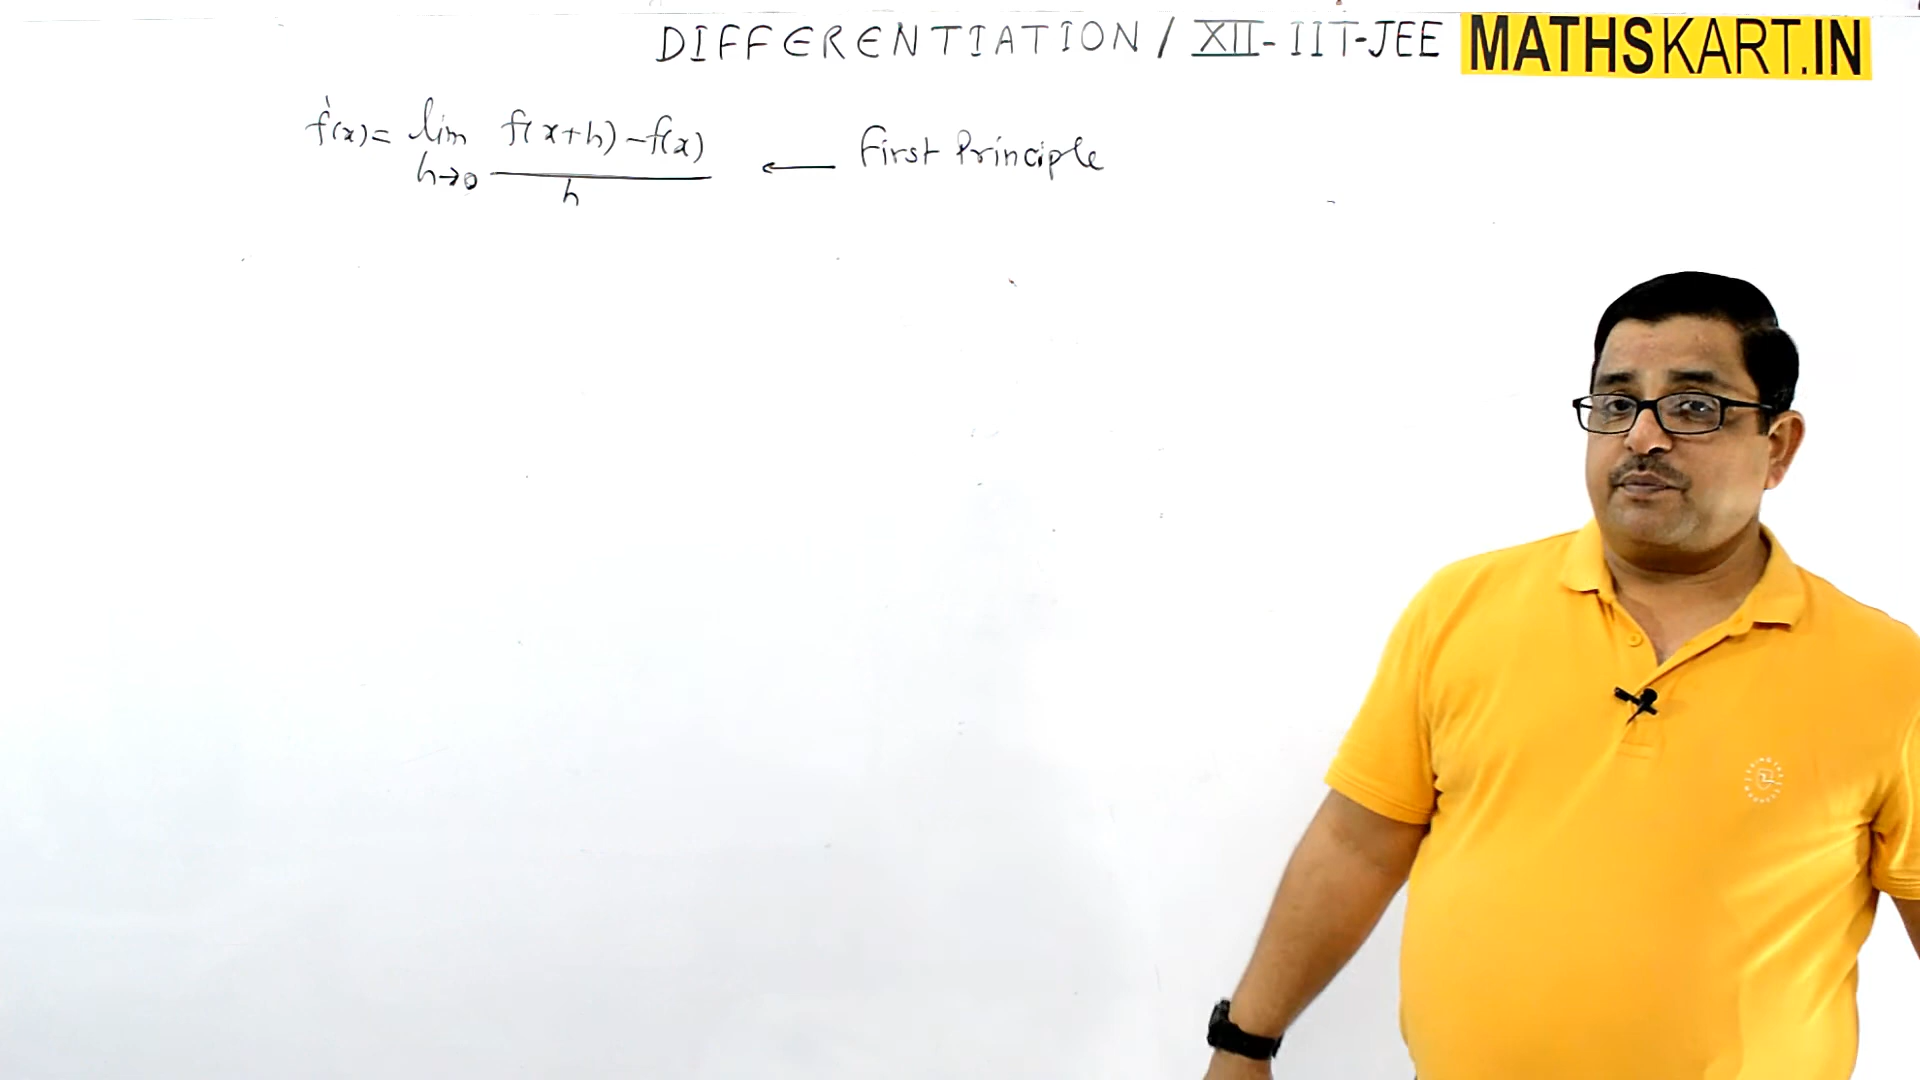 DIFFERENTIATION / XII-IIT-JEE MATHSKART.IN
f'(x) = lim f(x+h) - f(x) ← First Principle
h→0 h